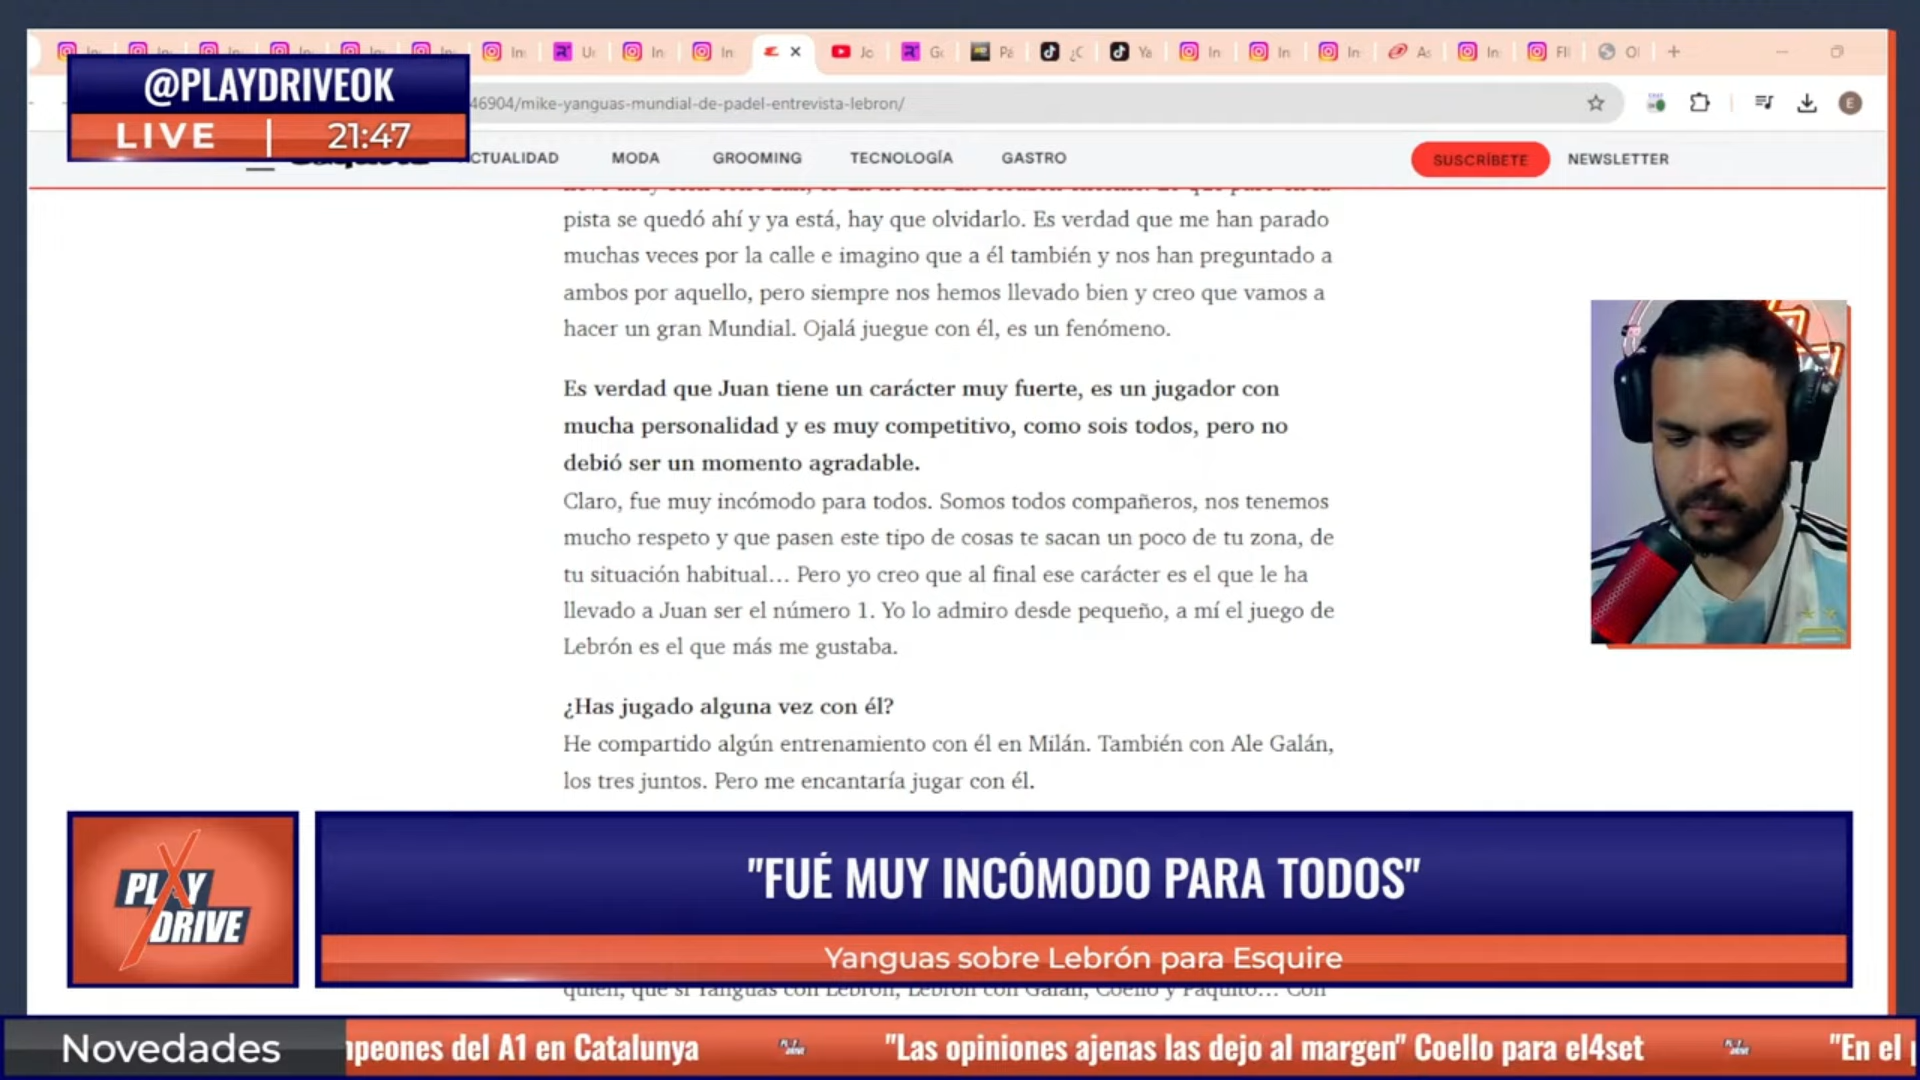 @PLAYDRIVEOK
LIVE | 21:47
46904/mike-yanguas-mundial-de-padel-entrevista-lebron/
CTUALIDAD MODA GROOMING TECNOLOGÍA GASTRO SUSCRÍBETE NEWSLETTER
pista se quedó ahí y ya está, hay que olvidarlo. Es verdad que me han parado
muchas veces por la calle e imagino que a él también y nos han preguntado a
ambos por aquello, pero siempre nos hemos llevado bien y creo que vamos a
hacer un gran Mundial. Ojalá juegue con él, es un fenómeno.
Es verdad que Juan tiene un carácter muy fuerte, es un jugador con
mucha personalidad y es muy competitivo, como sois todos, pero no
debió ser un momento agradable.
Claro, fue muy incómodo para todos. Somos todos compañeros, nos tenemos
mucho respeto y que pasen este tipo de cosas te sacan un poco de tu zona, de
tu situación habitual... Pero yo creo que al final ese carácter es el que le ha
llevado a Juan ser el número 1. Yo lo admiro desde pequeño, a mí el juego de
Lebrón es el que más me gustaba.
¿Has jugado alguna vez con él?
He compartido algún entrenamiento con él en Milán. También con Ale Galán,
los tres juntos. Pero me encantaría jugar con él.
PLAY
DRIVE
"FUÉ MUY INCÓMODO PARA TODOS"
Yanguas sobre Lebrón para Esquire
quien, que si Yanguas con Lebrón, Lebrón con Galán, Coello y Paquito... Con
Novedades mpeones del A1 en Catalunya "Las opiniones ajenas las dejo al margen" Coello para el4set "En el